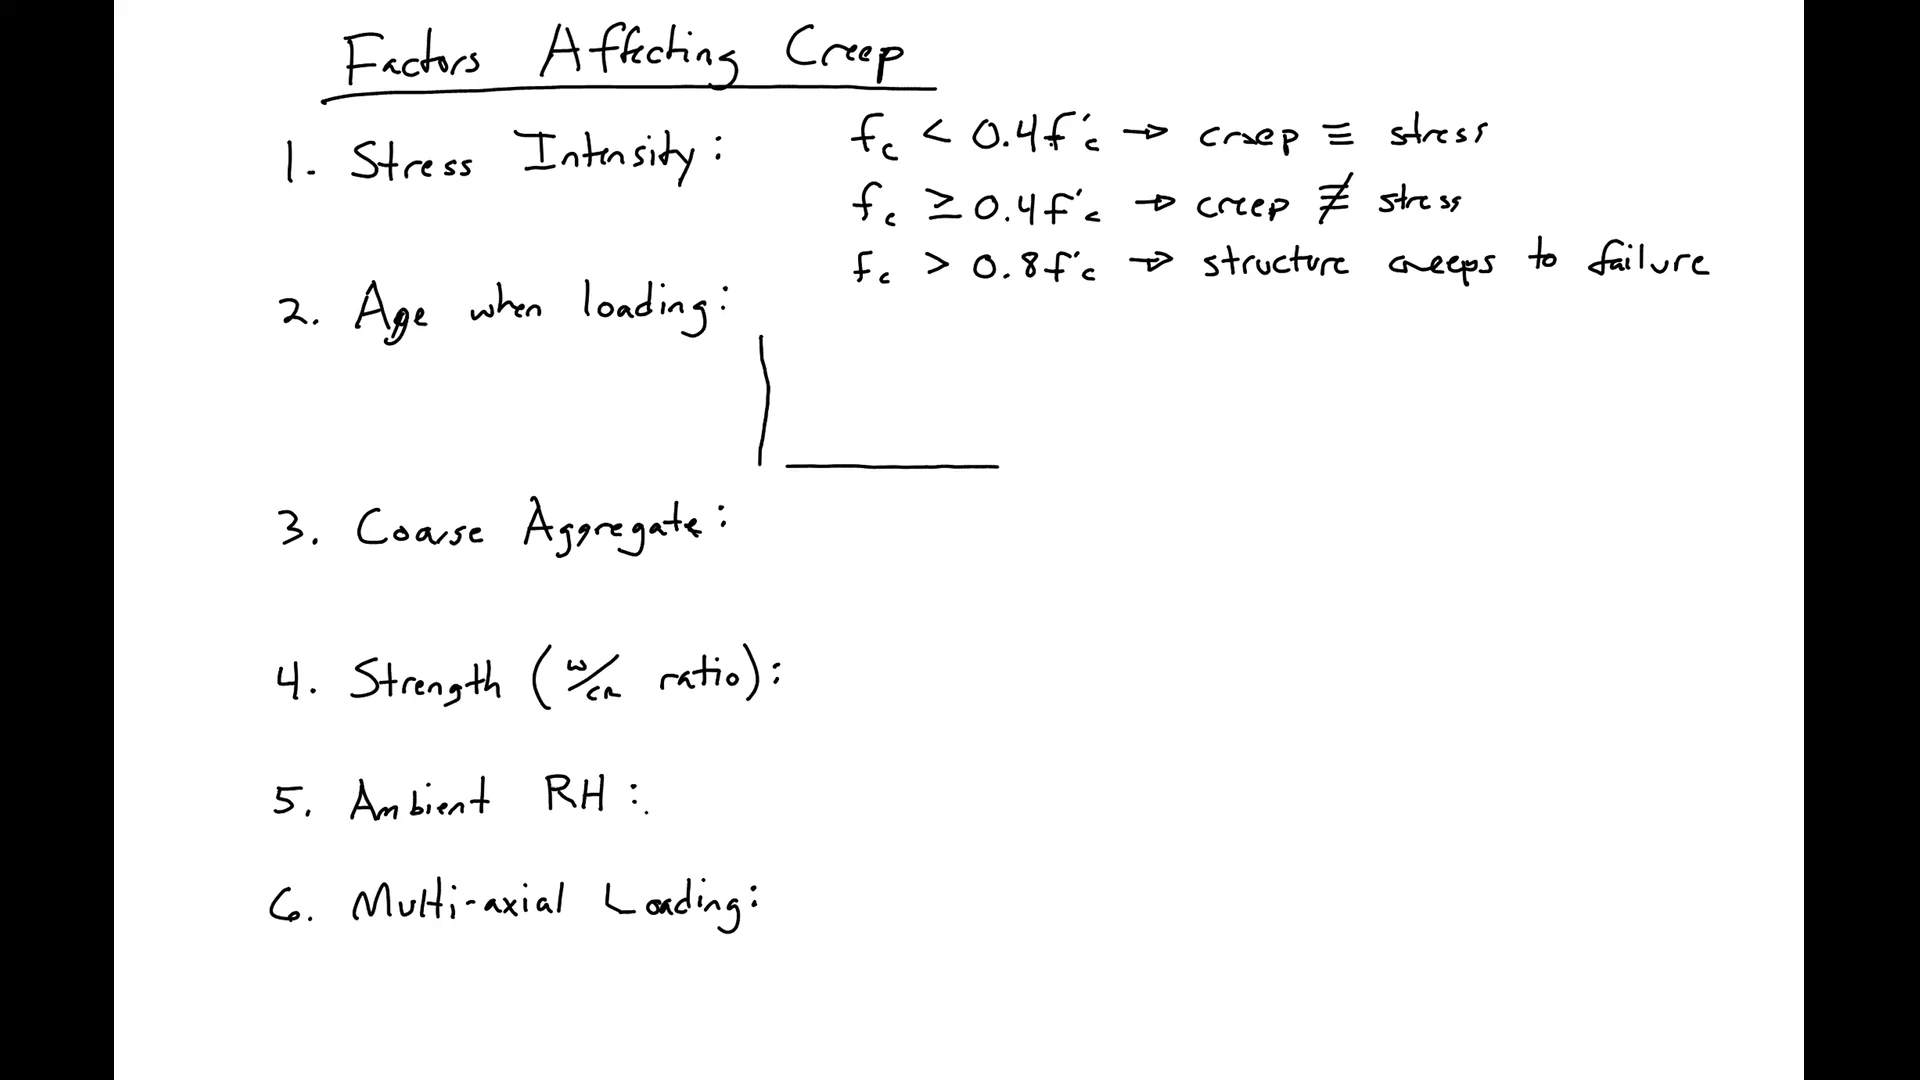 Factors Affecting Creep
1. Stress Intensity:
fc < 0.4f'c → creep ≡ stress
fc ≥ 0.4f'c → creep ≢ stress
fc > 0.8f'c → structure creeps to failure
2. Age when loading:
3. Coarse Aggregate:
4. Strength (w/cm ratio):
5. Ambient RH:
6. Multi-axial Loading: